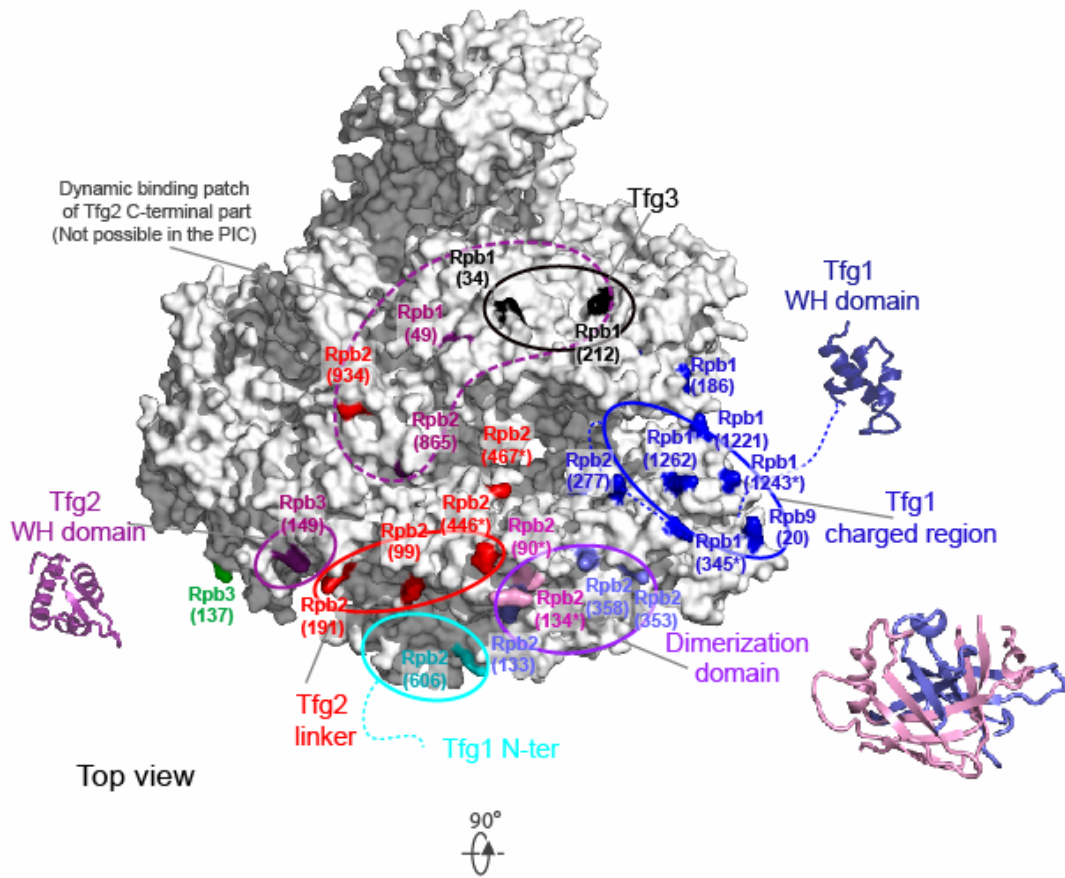 Dynamic binding patch
of Tfg2 C-terminal part
(Not possible in the PIC)
Tfg3
Rpb1
(34)
Rpb1
(49)
Rpb1
(212)
Tfg1
WH domain
Rpb2
(934)
Rpb1
(186)
Rpb2
(865)
Rpb2
(467*)
Rpb1
(1221)
Rpb1
(1262)
Rpb2
(277)
Rpb1
(1243*)
Tfg2
WH domain
Rpb3
(149)
Rpb2
(446*)
Rpb2
(99)
Rpb2
(90*)
Rpb1
(345*)
Rpb9
(20)
Tfg1
charged region
Rpb3
(137)
Rpb2
(191)
Rpb2
(134*)
Rpb2
(358)
Rpb2
(353)
Rpb2
(606)
Rpb2
(133)
Dimerization
domain
Tfg2
linker
Tfg1 N-ter
Top view
90°